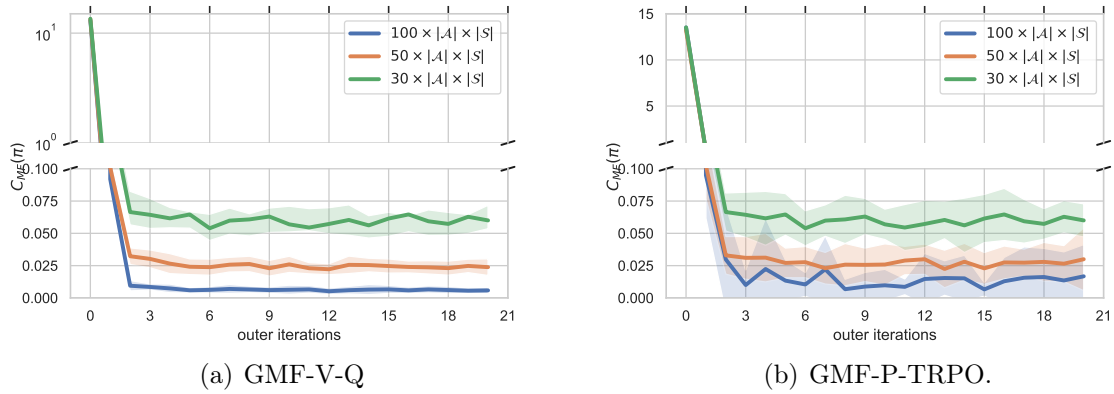 10^1
10^0
C_{MF}(π)
0.100
0.075
0.050
0.025
0.000
0 3 6 9 12 15 18 21
outer iterations
100 × |𝒜| × |𝒮|
50 × |𝒜| × |𝒮|
30 × |𝒜| × |𝒮|
(a) GMF-V-Q
15
10
5
C_{MF}(π)
0.100
0.075
0.050
0.025
0.000
0 3 6 9 12 15 18 21
outer iterations
100 × |𝒜| × |𝒮|
50 × |𝒜| × |𝒮|
30 × |𝒜| × |𝒮|
(b) GMF-P-TRPO.